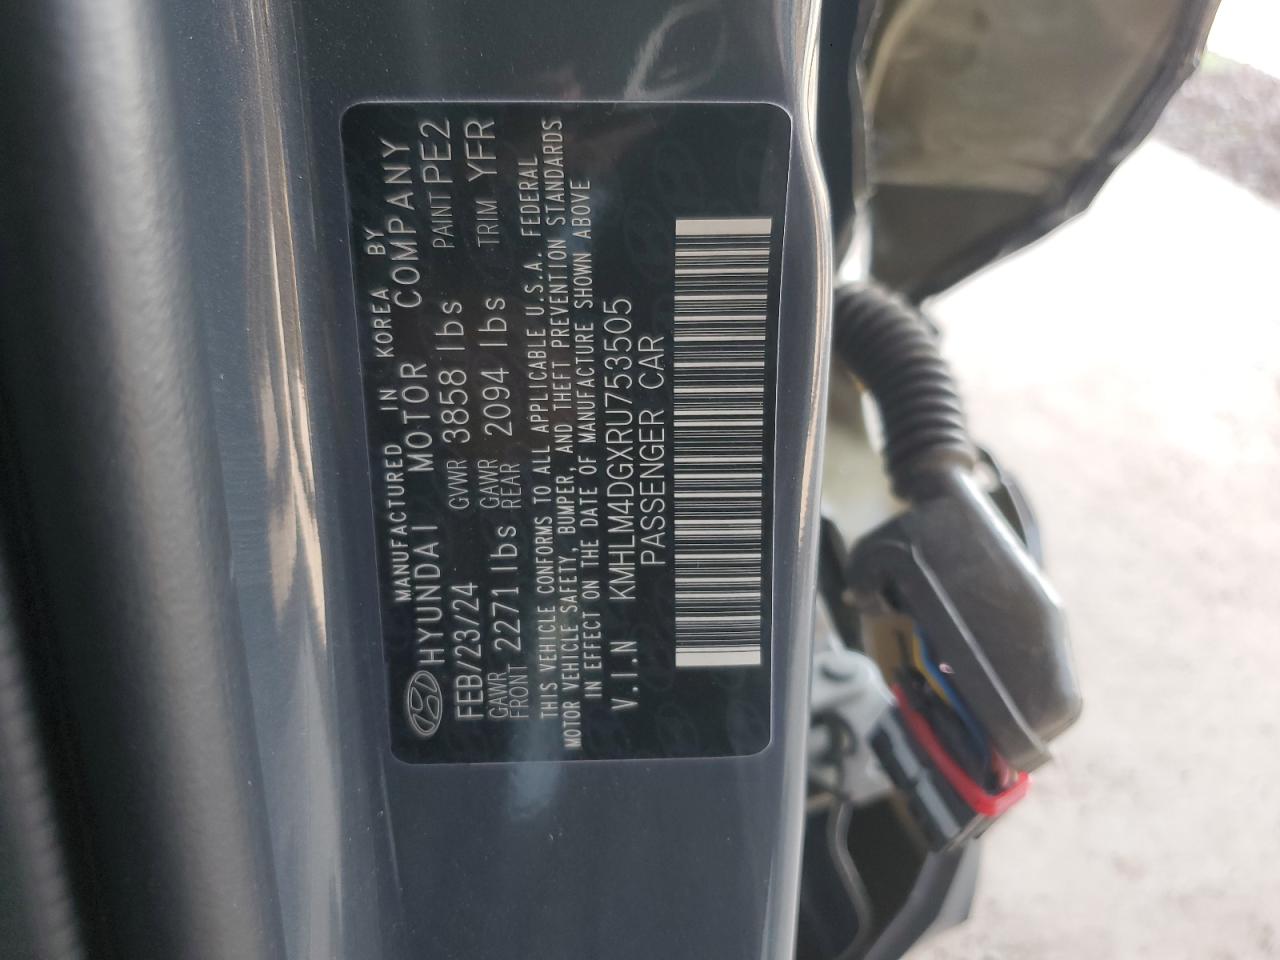 MANUFACTURED IN KOREA BY
HYUNDAI MOTOR COMPANY
FEB/23/24 GVWR 3858 lbs PAINT PE2
GAWR FRONT 2271 lbs GAWR REAR 2094 lbs TRIM YFR
THIS VEHICLE CONFORMS TO ALL APPLICABLE U.S.A. FEDERAL
MOTOR VEHICLE SAFETY, BUMPER, AND THEFT PREVENTION STANDARDS
IN EFFECT ON THE DATE OF MANUFACTURE SHOWN ABOVE
V.I.N KMHLM4DGXRU753505
PASSENGER CAR